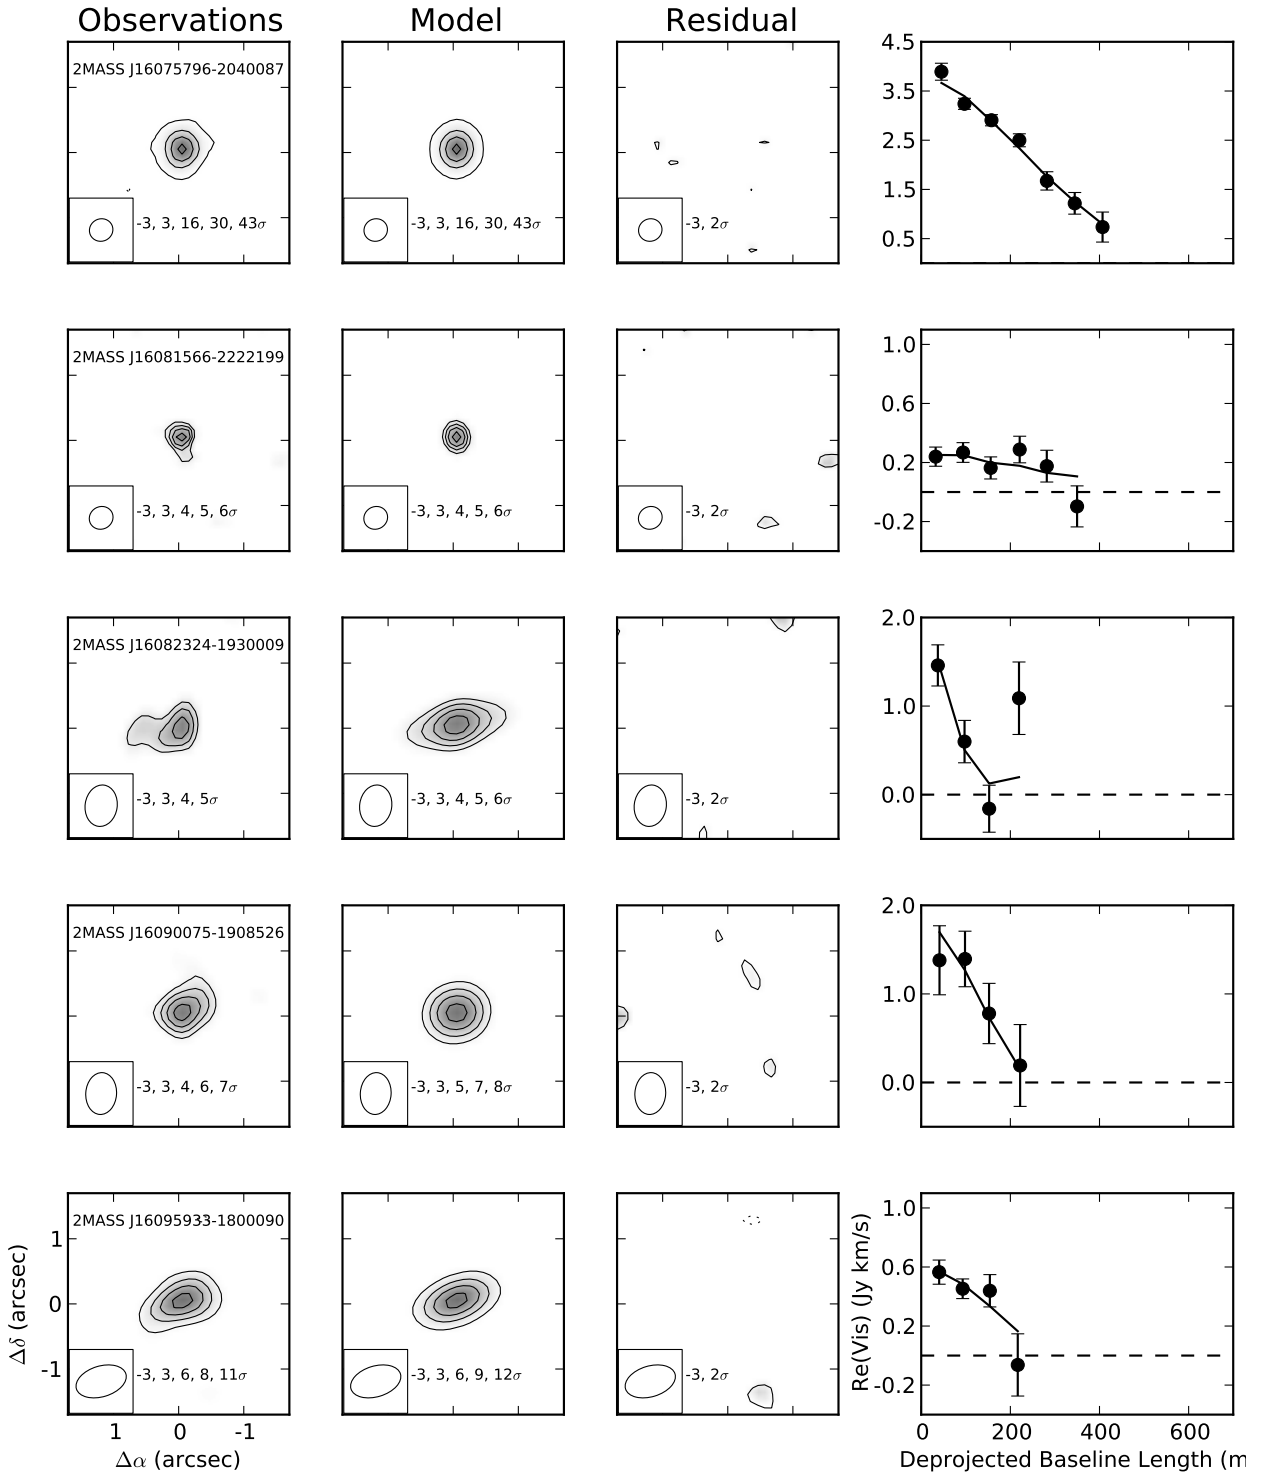 Observations Model Residual
2MASS J16075796-2040087
-3, 3, 16, 30, 43σ
-3, 3, 16, 30, 43σ
-3, 2σ
4.5
3.5
2.5
1.5
0.5
2MASS J16081566-2222199
-3, 3, 4, 5, 6σ
-3, 3, 4, 5, 6σ
-3, 2σ
1.0
0.6
0.2
-0.2
2MASS J16082324-1930009
-3, 3, 4, 5σ
-3, 3, 4, 5, 6σ
-3, 2σ
2.0
1.0
0.0
2MASS J16090075-1908526
-3, 3, 4, 6, 7σ
-3, 3, 5, 7, 8σ
-3, 2σ
2.0
1.0
0.0
2MASS J16095933-1800090
-3, 3, 6, 8, 11σ
-3, 3, 6, 9, 12σ
-3, 2σ
Δδ (arcsec)
1
0
-1
1 0 -1
Δα (arcsec)
Re(Vis) (Jy km/s)
1.0
0.6
0.2
-0.2
0 200 400 600
Deprojected Baseline Length (m